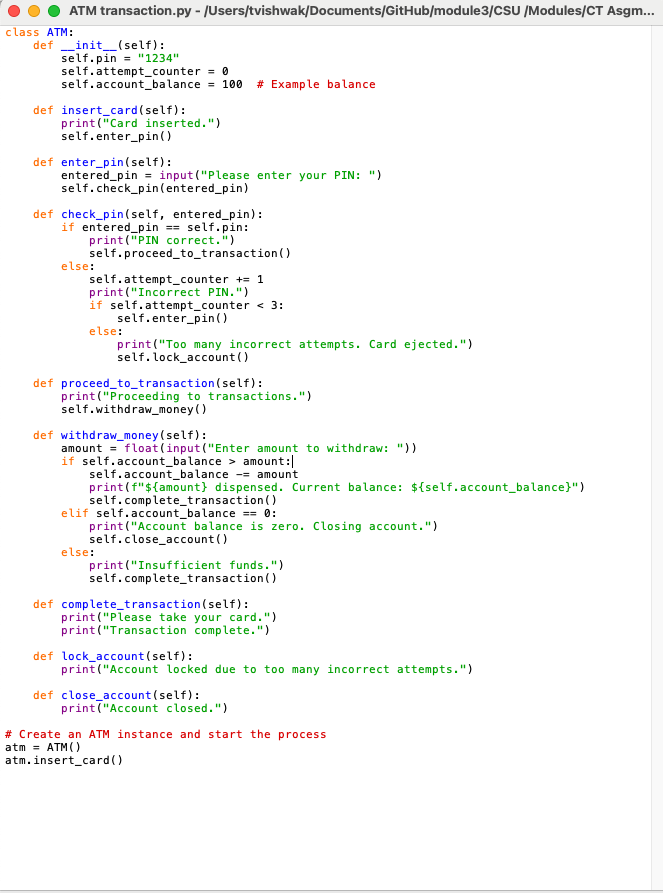 ATM transaction.py - /Users/tvishwak/Documents/GitHub/module3/CSU /Modules/CT Asgm...
class ATM:
    def __init__(self):
        self.pin = "1234"
        self.attempt_counter = 0
        self.account_balance = 100  # Example balance

    def insert_card(self):
        print("Card inserted.")
        self.enter_pin()

    def enter_pin(self):
        entered_pin = input("Please enter your PIN: ")
        self.check_pin(entered_pin)

    def check_pin(self, entered_pin):
        if entered_pin == self.pin:
            print("PIN correct.")
            self.proceed_to_transaction()
        else:
            self.attempt_counter += 1
            print("Incorrect PIN.")
            if self.attempt_counter < 3:
                self.enter_pin()
            else:
                print("Too many incorrect attempts. Card ejected.")
                self.lock_account()

    def proceed_to_transaction(self):
        print("Proceeding to transactions.")
        self.withdraw_money()

    def withdraw_money(self):
        amount = float(input("Enter amount to withdraw: "))
        if self.account_balance > amount:
            self.account_balance -= amount
            print(f"${amount} dispensed. Current balance: ${self.account_balance}")
            self.complete_transaction()
        elif self.account_balance == 0:
            print("Account balance is zero. Closing account.")
            self.close_account()
        else:
            print("Insufficient funds.")
            self.complete_transaction()

    def complete_transaction(self):
        print("Please take your card.")
        print("Transaction complete.")

    def lock_account(self):
        print("Account locked due to too many incorrect attempts.")

    def close_account(self):
        print("Account closed.")

# Create an ATM instance and start the process
atm = ATM()
atm.insert_card()